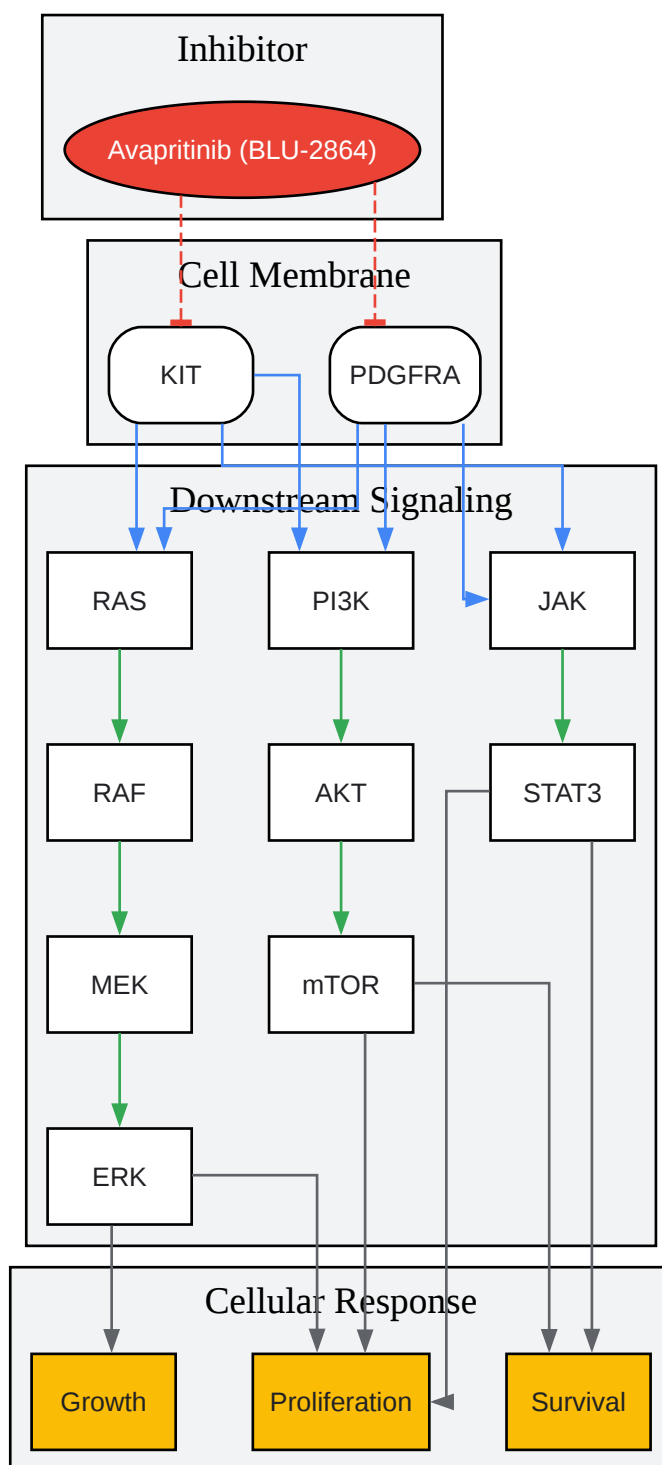 Inhibitor
Avapritinib (BLU-2864)
Cell Membrane
KIT
PDGFRA
Downstream Signaling
RAS
PI3K
JAK
RAF
AKT
STAT3
MEK
mTOR
ERK
Cellular Response
Growth
Proliferation
Survival